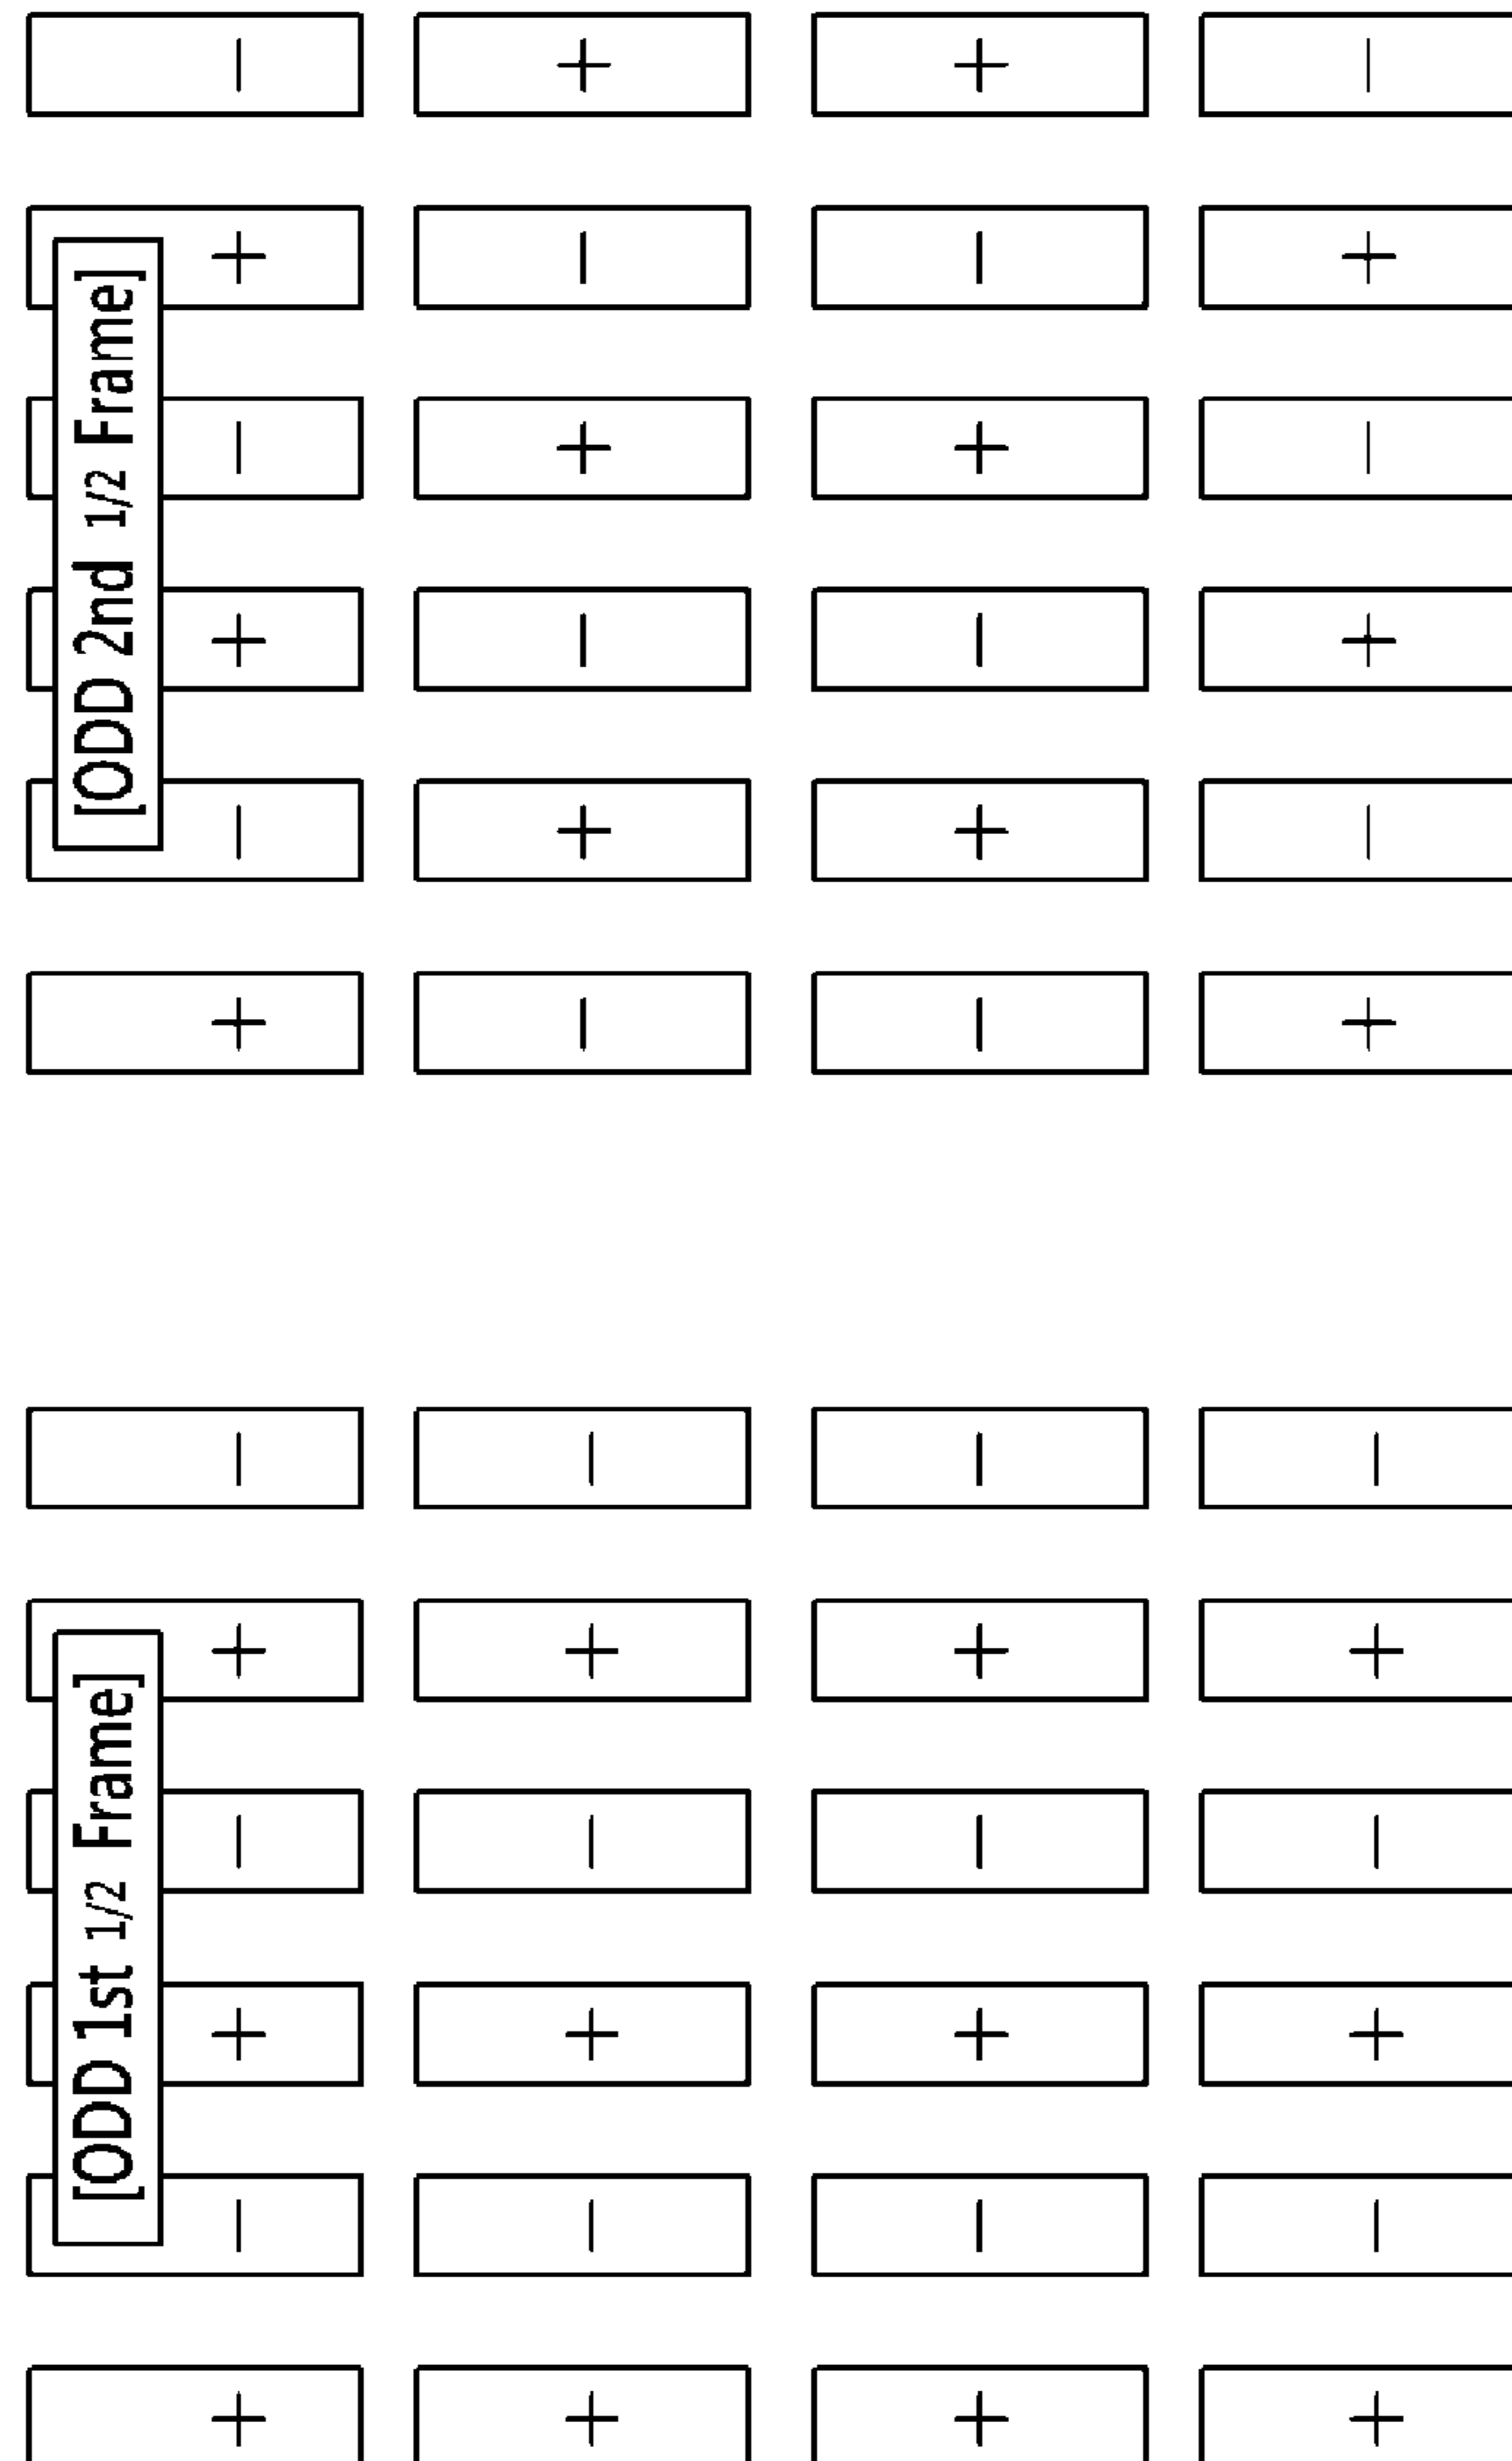 [ODD 1st 1/2 Frame] [ODD 2nd 1/2 Frame]
+ - + - + - + - + - + -
+ - + - + - - + - + - +
+ - + - + - - + - + - +
+ - + - + - + - + - + -